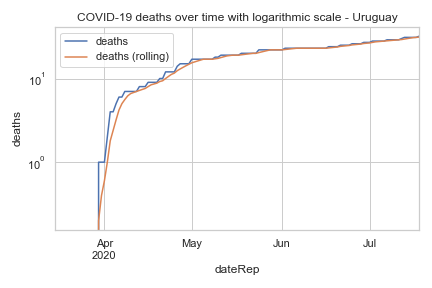 COVID-19 deaths over time with logarithmic scale - Uruguay
deaths
deaths (rolling)
10¹
10⁰
deaths
Apr
2020
May
Jun
Jul
dateRep